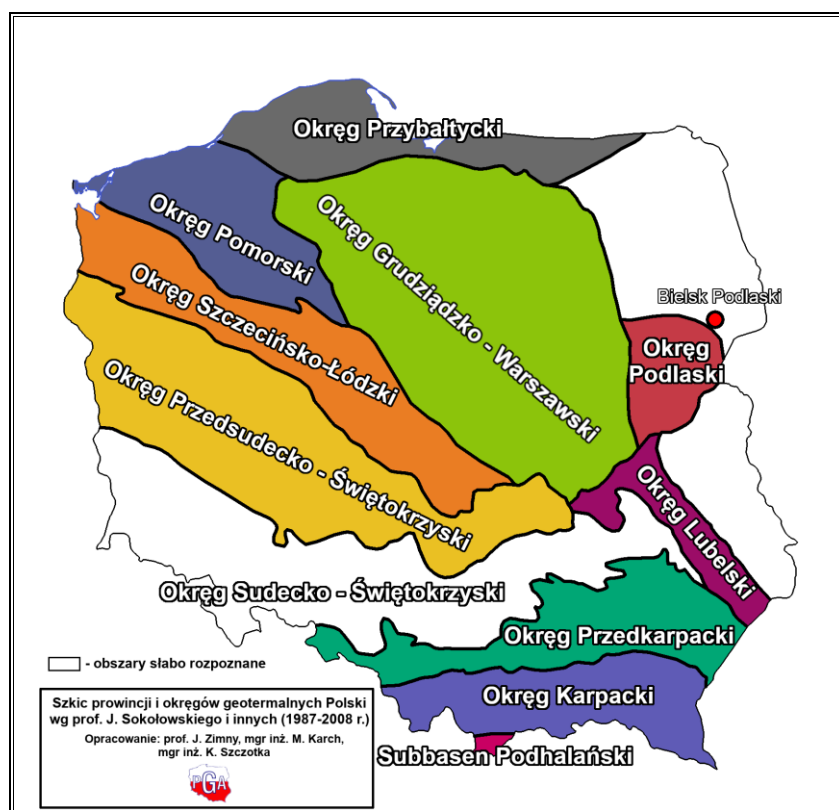 Okręg Przybałtycki
Okręg Pomorski
Okręg Grudziądzko - Warszawski
Okręg Szczecińsko-Łódzki
Bielsk Podlaski
Okręg
Podlaski
Okręg Przedsudecko - Świętokrzyski
Okręg Lubelski
Okręg Sudecko - Świętokrzyski
Okręg Przedkarpacki
- obszary słabo rozpoznane
Okręg Karpacki
Szkic prowincji i okręgów geotermalnych Polski
wg prof. J. Sokołowskiego i innych (1987-2008 r.)
Opracowanie: prof. J. Zimny, mgr inż. M. Karch,
mgr inż. K. Szczotka
PGA
Subbasen Podhalański